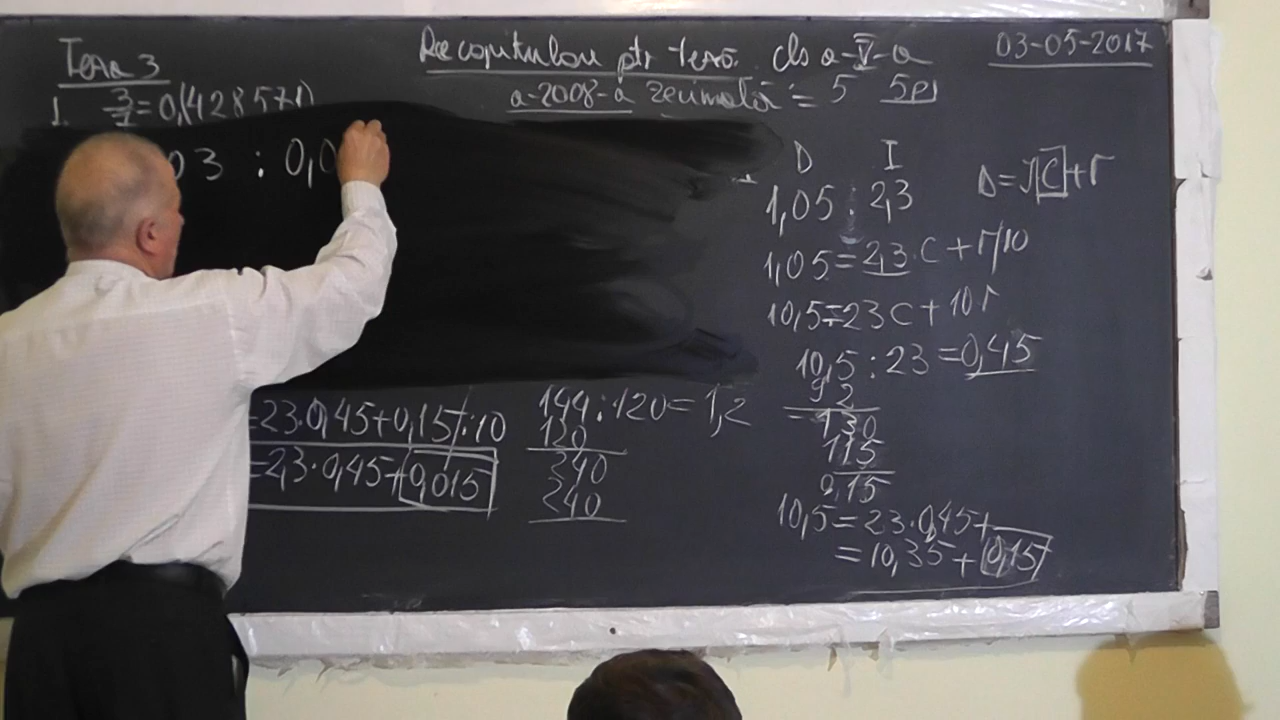 Tema 3
Recapitulare ptr teză. cls a-V-a
03-05-2017
a-2008-a zecimală = 5 5p
1. 3/7=0,(428571)
03 : 0,0
D I
1,05 : 2,3
D=I[C]+r
1,05=2,3·C+r/10
10,5=23C+10r
10,5:23=0,45
92
=130
115
0,15
10,5=23·0,45+
=10,35+0,15
=23·0,45+0,15/:10
=2,3·0,45+0,015
144:120=1,2
120
240
240